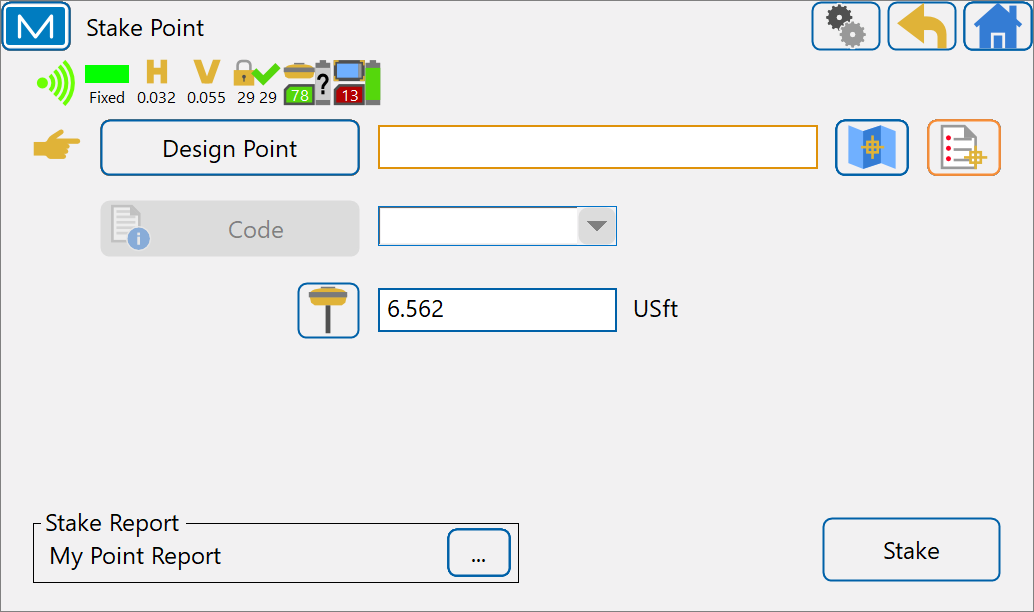 M Stake Point
H V
Fixed 0.032 0.055 29 29 78 ? 13
Design Point
i Code
6.562 USft
Stake Report
My Point Report ...
Stake